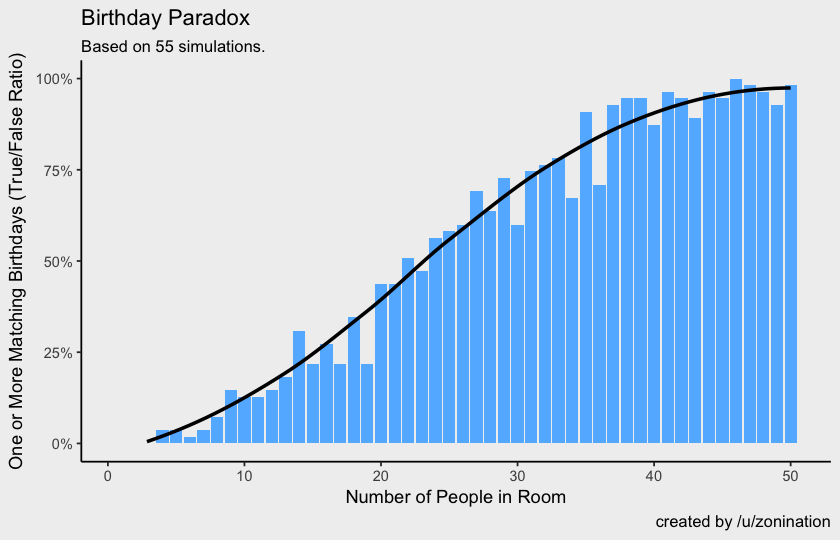 Birthday Paradox
Based on 55 simulations.
One or More Matching Birthdays (True/False Ratio)
100%
75%
50%
25%
0%
0
10
20
30
40
50
Number of People in Room
created by /u/zonination